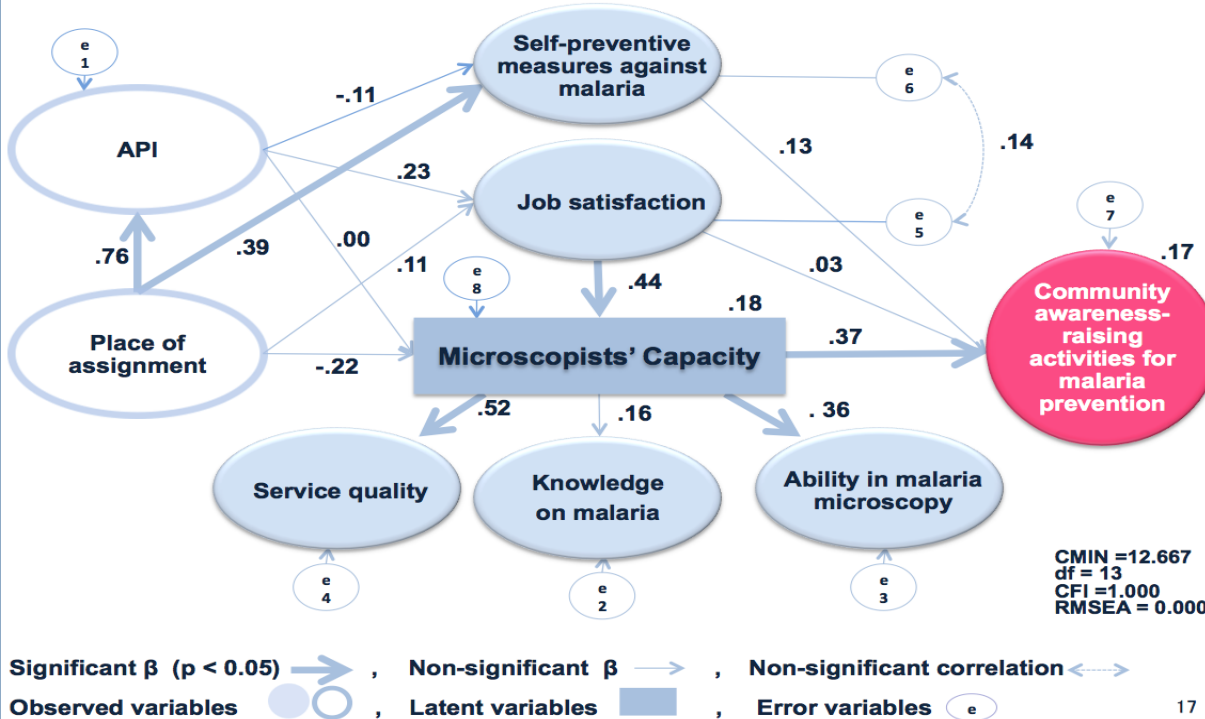 e
1
Self-preventive
measures against
malaria
e
6
-.11
API
.13
.14
.23
Job satisfaction
e
5
e
7
.76
.39
.00
.11
e
8
.44
.03
.17
.18
Community
awareness-
raising
activities for
malaria
prevention
Place of
assignment
-.22
Microscopists’ Capacity
.37
.52
.16
. 36
Service quality
Knowledge
on malaria
Ability in malaria
microscopy
e
4
e
2
e
3
CMIN =12.667
df = 13
CFI =1.000
RMSEA = 0.000
Significant β (p < 0.05) , Non-significant β , Non-significant correlation
Observed variables , Latent variables , Error variables e
17